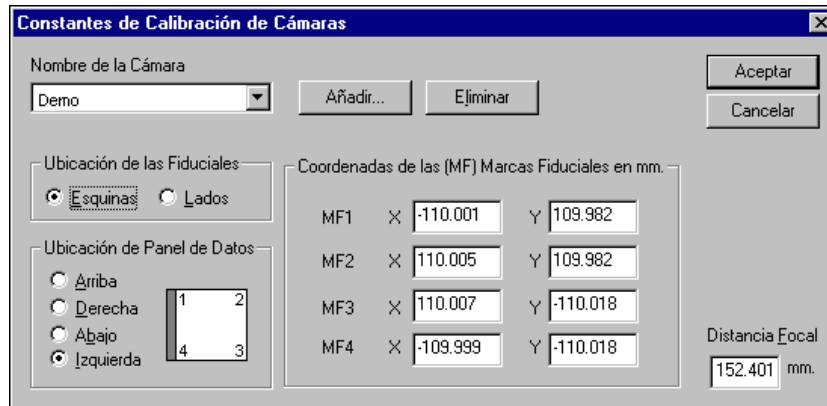 Constantes de Calibración de Cámaras
Nombre de la Cámara
Demo
Añadir...
Eliminar
Aceptar
Cancelar
Ubicación de las Fiduciales
Esquinas
Lados
Ubicación de Panel de Datos
Arriba
Derecha
Abajo
Izquierda
1 2
4 3
Coordenadas de las (MF) Marcas Fiduciales en mm.
MF1 X -110.001 Y 109.982
MF2 X 110.005 Y 109.982
MF3 X 110.007 Y -110.018
MF4 X -109.999 Y -110.018
Distancia Focal
152.401 mm.